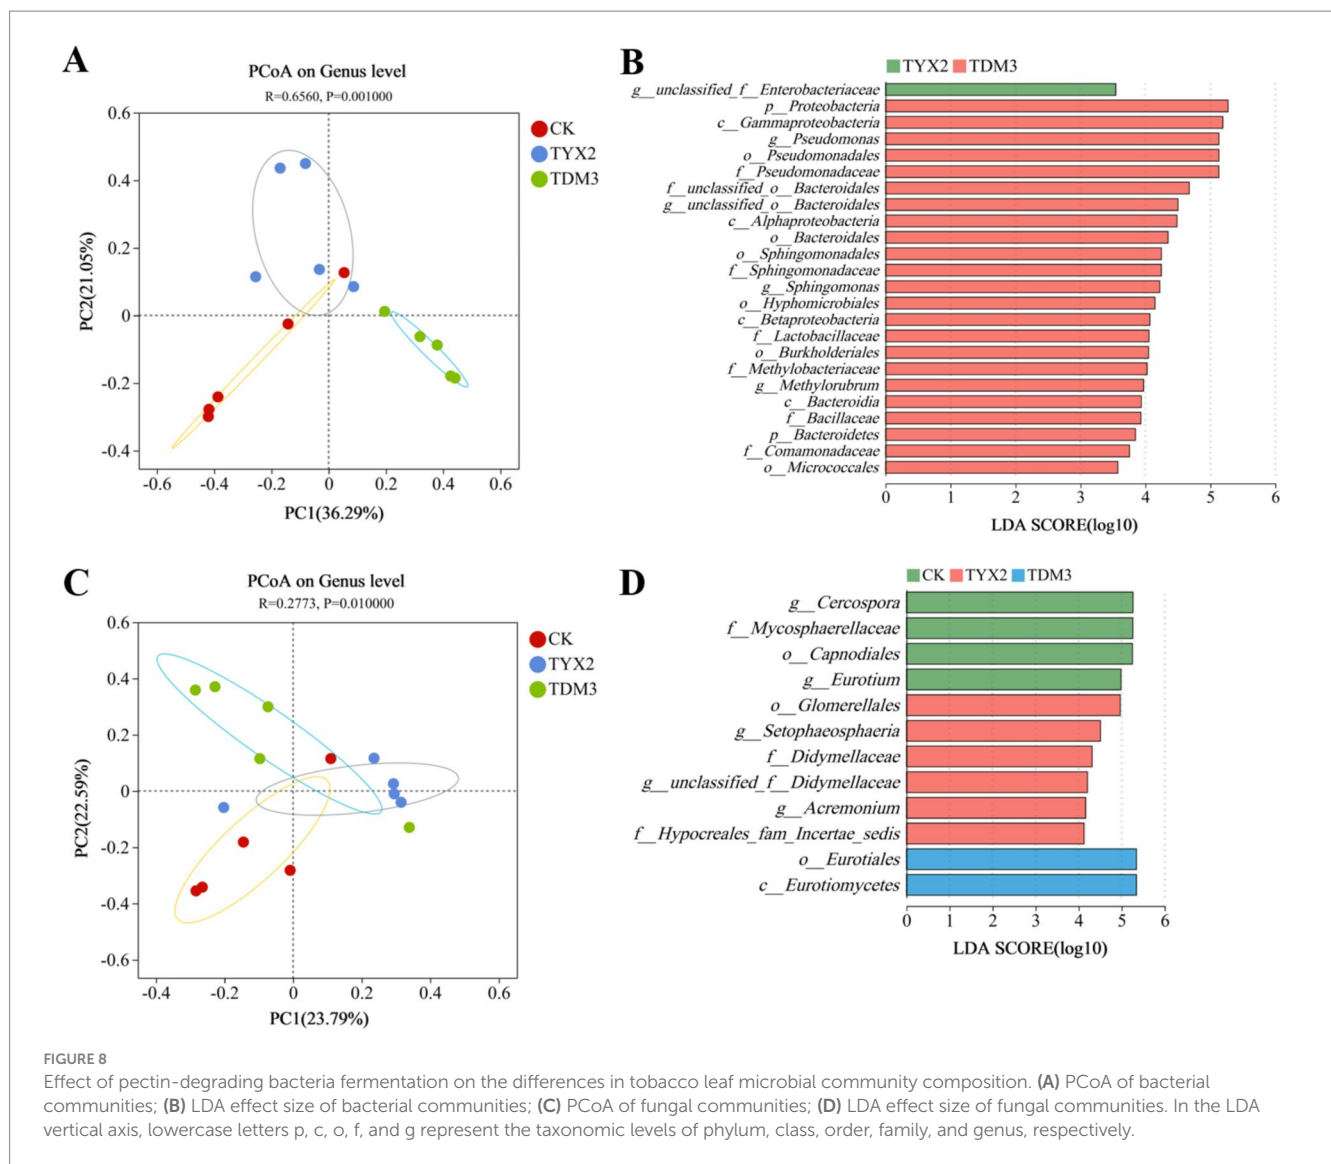 A
PCoA on Genus level
R=0.6560, P=0.001000
CK
TYX2
TDM3
0.6
0.4
0.2
0
-0.2
-0.4
PC2(21.05%)
-0.6
-0.4
-0.2
0
0.2
0.4
0.6
PC1(36.29%)
B
TYX2
TDM3
g__unclassified_f__Enterobacteriaceae
p__Proteobacteria
c__Gammaproteobacteria
g__Pseudomonas
o__Pseudomonadales
f__Pseudomonadaceae
f__unclassified_o__Bacteroidales
g__unclassified_o__Bacteroidales
c__Alphaproteobacteria
o__Bacteroidales
o__Sphingomonadales
f__Sphingomonadaceae
g__Sphingomonas
o__Hyphomicrobiales
c__Betaproteobacteria
f__Lactobacillaceae
o__Burkholderiales
f__Methylobacteriaceae
g__Methylorubrum
c__Bacteroidia
f__Bacillaceae
p__Bacteroidetes
f__Comamonadaceae
o__Micrococcales
0
1
2
3
4
5
6
LDA SCORE(log10)
C
PCoA on Genus level
R=0.2773, P=0.010000
CK
TYX2
TDM3
0.6
0.4
0.2
0
-0.2
-0.4
-0.6
PC2(22.59%)
-0.4
-0.2
0
0.2
0.4
0.6
PC1(23.79%)
D
CK
TYX2
TDM3
g__Cercospora
f__Mycosphaerellaceae
o__Capnodiales
g__Eurotium
o__Glomerellales
g__Setophaeosphaeria
f__Didymellaceae
g__unclassified_f__Didymellaceae
g__Acremonium
f__Hypocreales_fam_Incertae_sedis
o__Eurotiales
c__Eurotiomycetes
0
1
2
3
4
5
6
LDA SCORE(log10)
FIGURE 8
Effect of pectin-degrading bacteria fermentation on the differences in tobacco leaf microbial community composition. (A) PCoA of bacterial
communities; (B) LDA effect size of bacterial communities; (C) PCoA of fungal communities; (D) LDA effect size of fungal communities. In the LDA
vertical axis, lowercase letters p, c, o, f, and g represent the taxonomic levels of phylum, class, order, family, and genus, respectively.